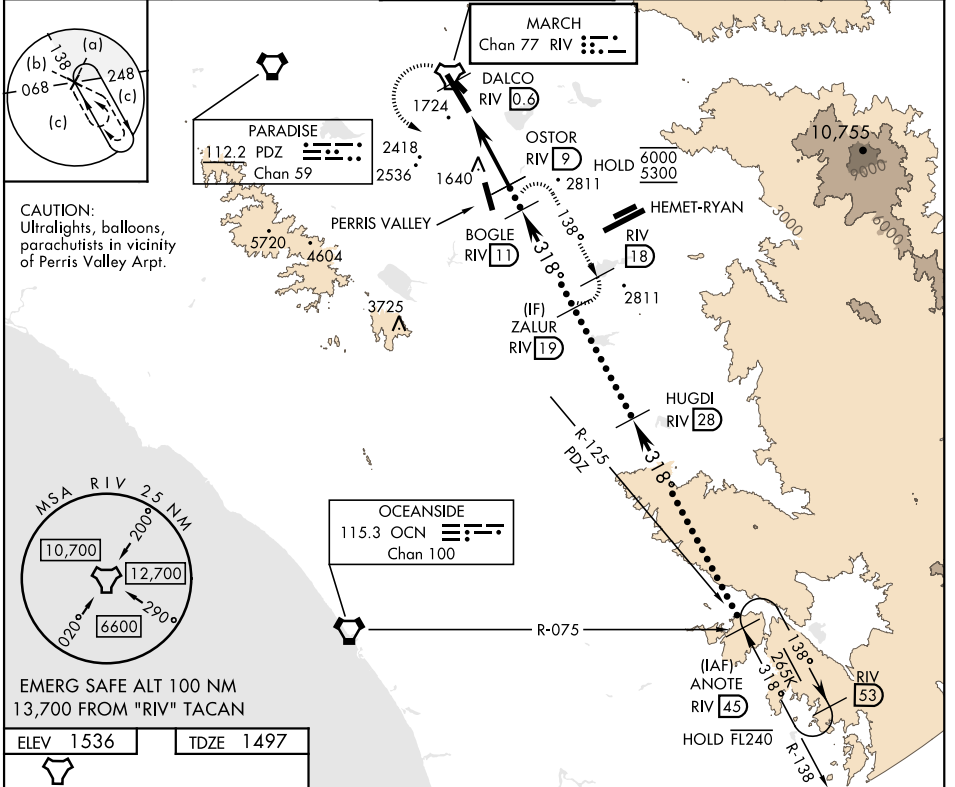 MARCH
Chan 77 RIV
138
(a)
(b)
068
248
(c)
(c)
DALCO
RIV 0.6
1724
PARADISE
112.2 PDZ
Chan 59
2418
2536
1640
OSTOR
RIV 9
HOLD 6000
5300
2811
10,755
9000
3000
6000
CAUTION:
Ultralights, balloons,
parachutists in vicinity
of Perris Valley Arpt.
PERRIS VALLEY
HEMET-RYAN
BOGLE
RIV 11
138°
RIV
18
318°
5720
4604
2811
3725
(IF)
ZALUR
RIV 19
HUGDI
RIV 28
R-125
PDZ
318°
MSA RIV 25 NM
200°
10,700
12,700
020°
290°
6600
OCEANSIDE
115.3 OCN
Chan 100
R-075
(IAF)
ANOTE
RIV 45
138°
265K
318°
RIV
53
HOLD FL240
R-138
EMERG SAFE ALT 100 NM
13,700 FROM "RIV" TACAN
ELEV 1536
TDZE 1497